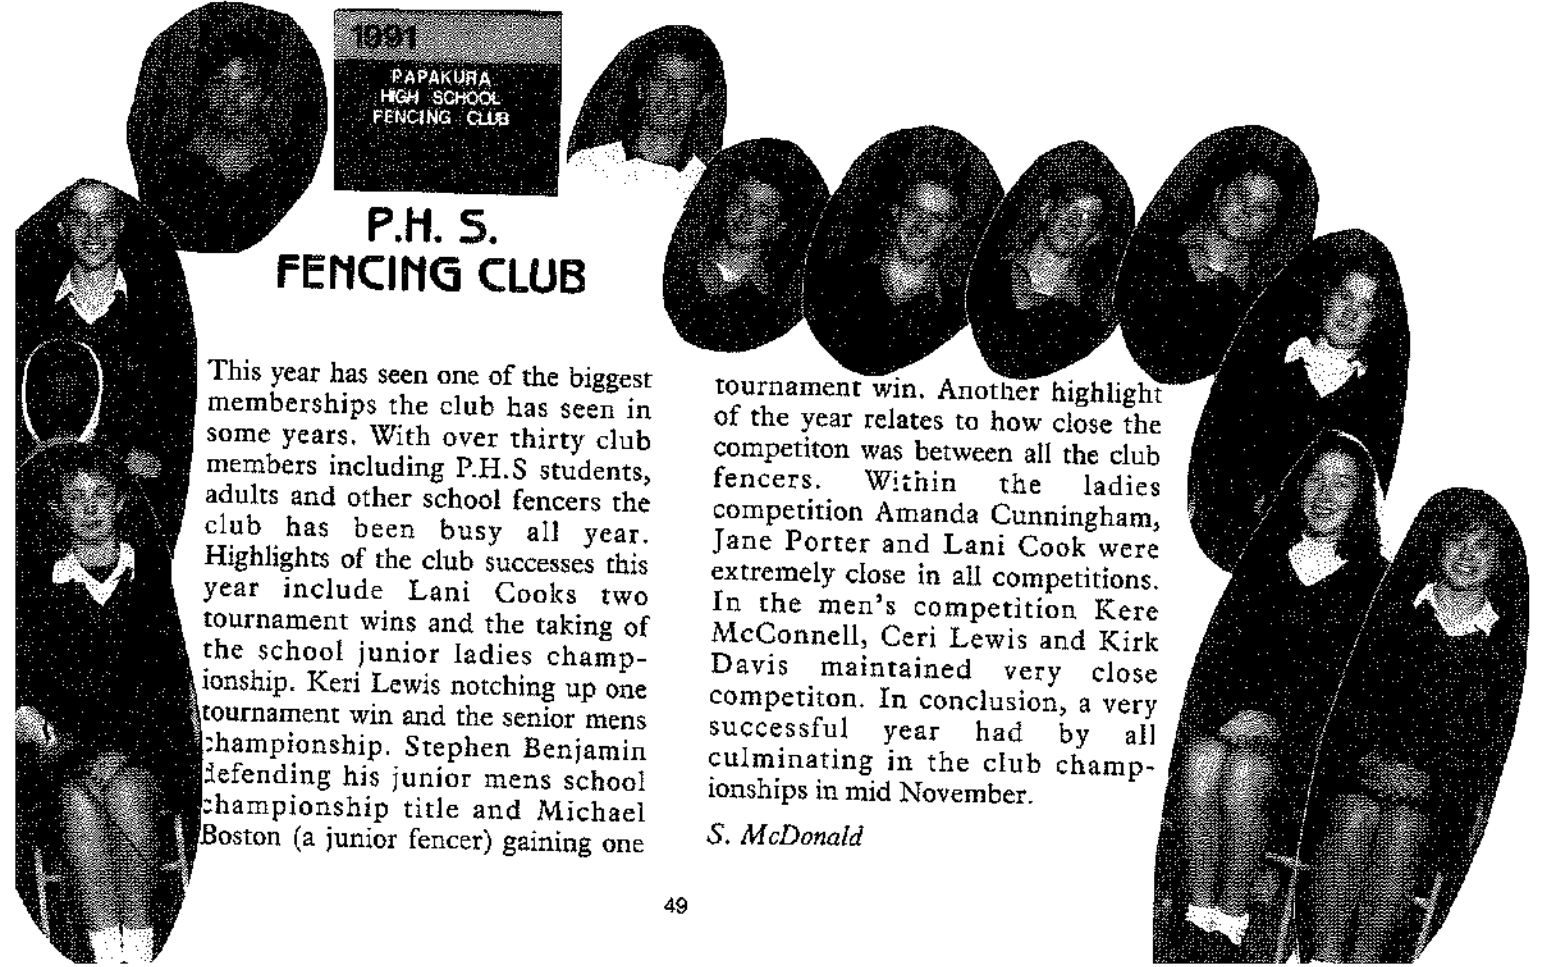 1991
PAPAKURA
HIGH SCHOOL
FENCING CLUB
P.H. S.
FENCING CLUB
This year has seen one of the biggest
memberships the club has seen in
some years. With over thirty club
members including P.H.S students,
adults and other school fencers the
club has been busy all year.
Highlights of the club successes this
year include Lani Cooks two
tournament wins and the taking of
the school junior ladies champ-
ionship. Keri Lewis notching up one
tournament win and the senior mens
championship. Stephen Benjamin
defending his junior mens school
championship title and Michael
Boston (a junior fencer) gaining one
tournament win. Another highlight
of the year relates to how close the
competiton was between all the club
fencers. Within the ladies
competition Amanda Cunningham,
Jane Porter and Lani Cook were
extremely close in all competitions.
In the men's competition Kere
McConnell, Ceri Lewis and Kirk
Davis maintained very close
competiton. In conclusion, a very
successful year had by all
culminating in the club champ-
ionships in mid November.
S. McDonald
49